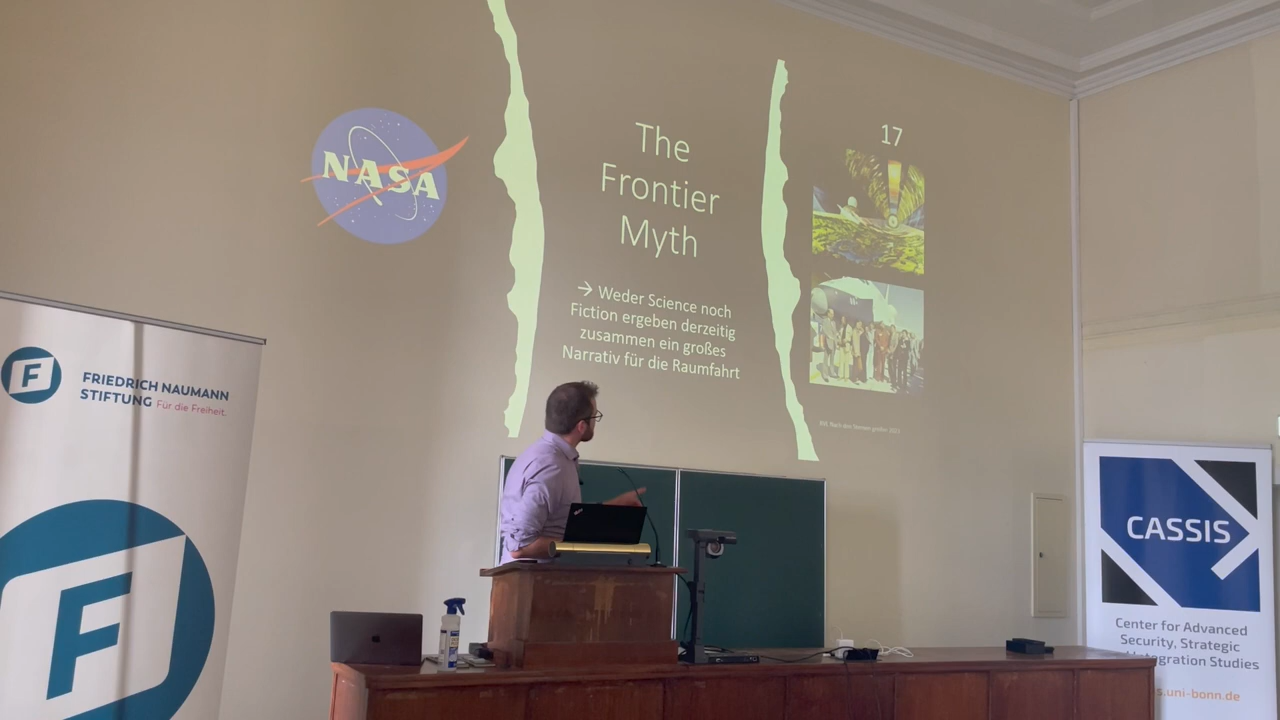 NASA
The
Frontier
Myth
→ Weder Science noch
Fiction ergeben derzeitig
zusammen ein großes
Narrativ für die Raumfahrt
17
F
FRIEDRICH NAUMANN
STIFTUNG Für die Freiheit.
F
CASSIS
Center for Advanced
Security, Strategic
Integration Studies
s.uni-bonn.de